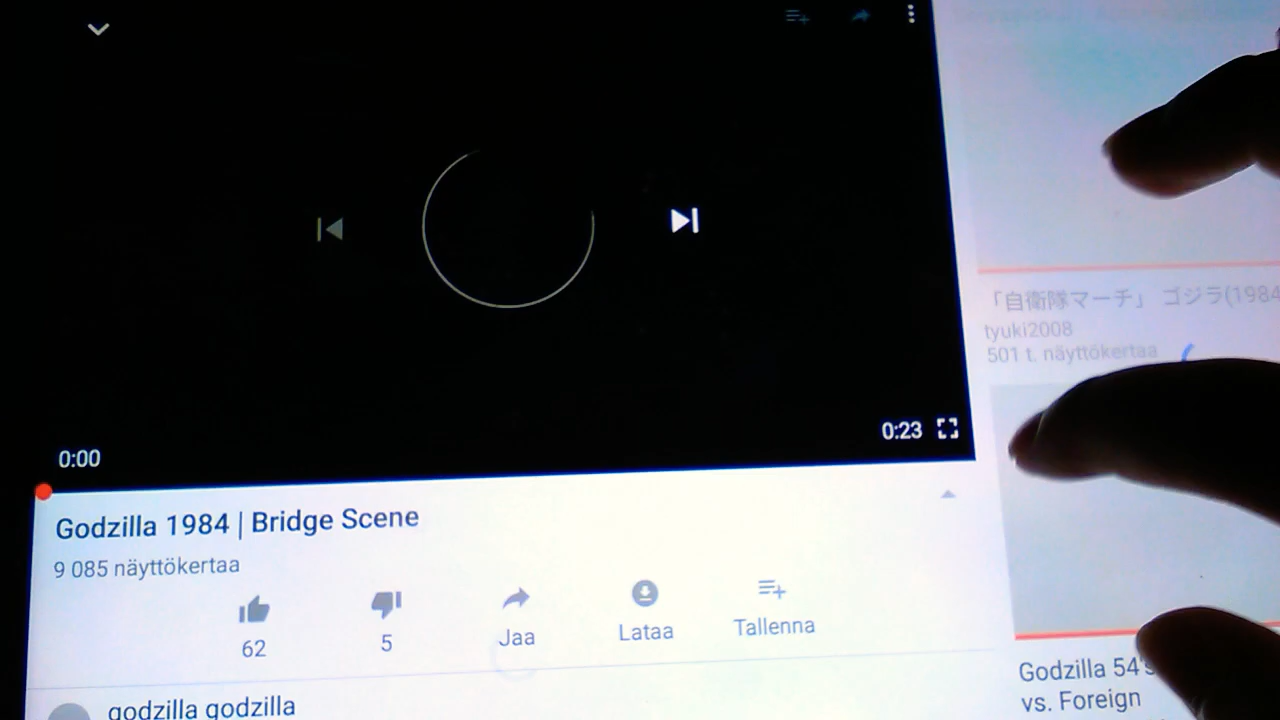 0:00
0:23
Godzilla 1984 | Bridge Scene
9 085 näyttökertaa
62
5
Jaa
Lataa
Tallenna
godzilla godzilla
「自衛隊マーチ」 ゴジラ(1984
tyuki2008
501 t. näyttökertaa
Godzilla 54's
vs. Foreign